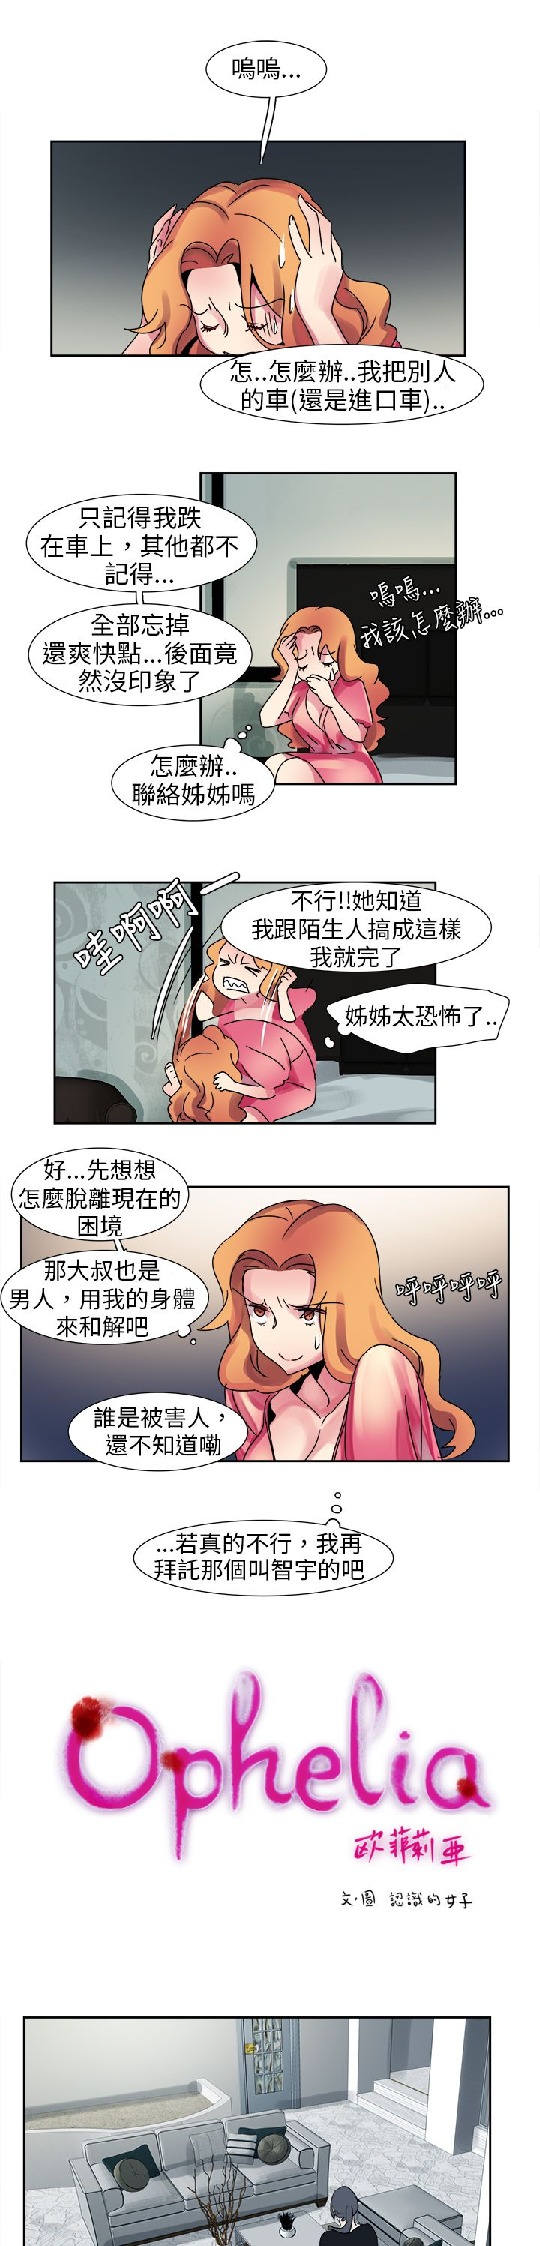 嗚嗚...
怎..怎麼辦..我把別人
的車(還是進口車)..
只記得我跌
在車上，其他都不
記得...
嗚嗚...
我該怎麼辦...
全部忘掉
還爽快點...後面竟
然沒印象了
怎麼辦..
聯絡姊姊嗎
哇啊啊—
不行!!她知道
我跟陌生人搞成這樣
我就完了
姊姊太恐怖了..
好...先想想
怎麼脫離現在的
困境
那大叔也是
男人，用我的身體
來和解吧
呼呼呼呼
誰是被害人，
還不知道嘞
...若真的不行，我再
拜託那個叫智宇的吧
Ophelia
歐菲莉亞
文·圖 認識的女子